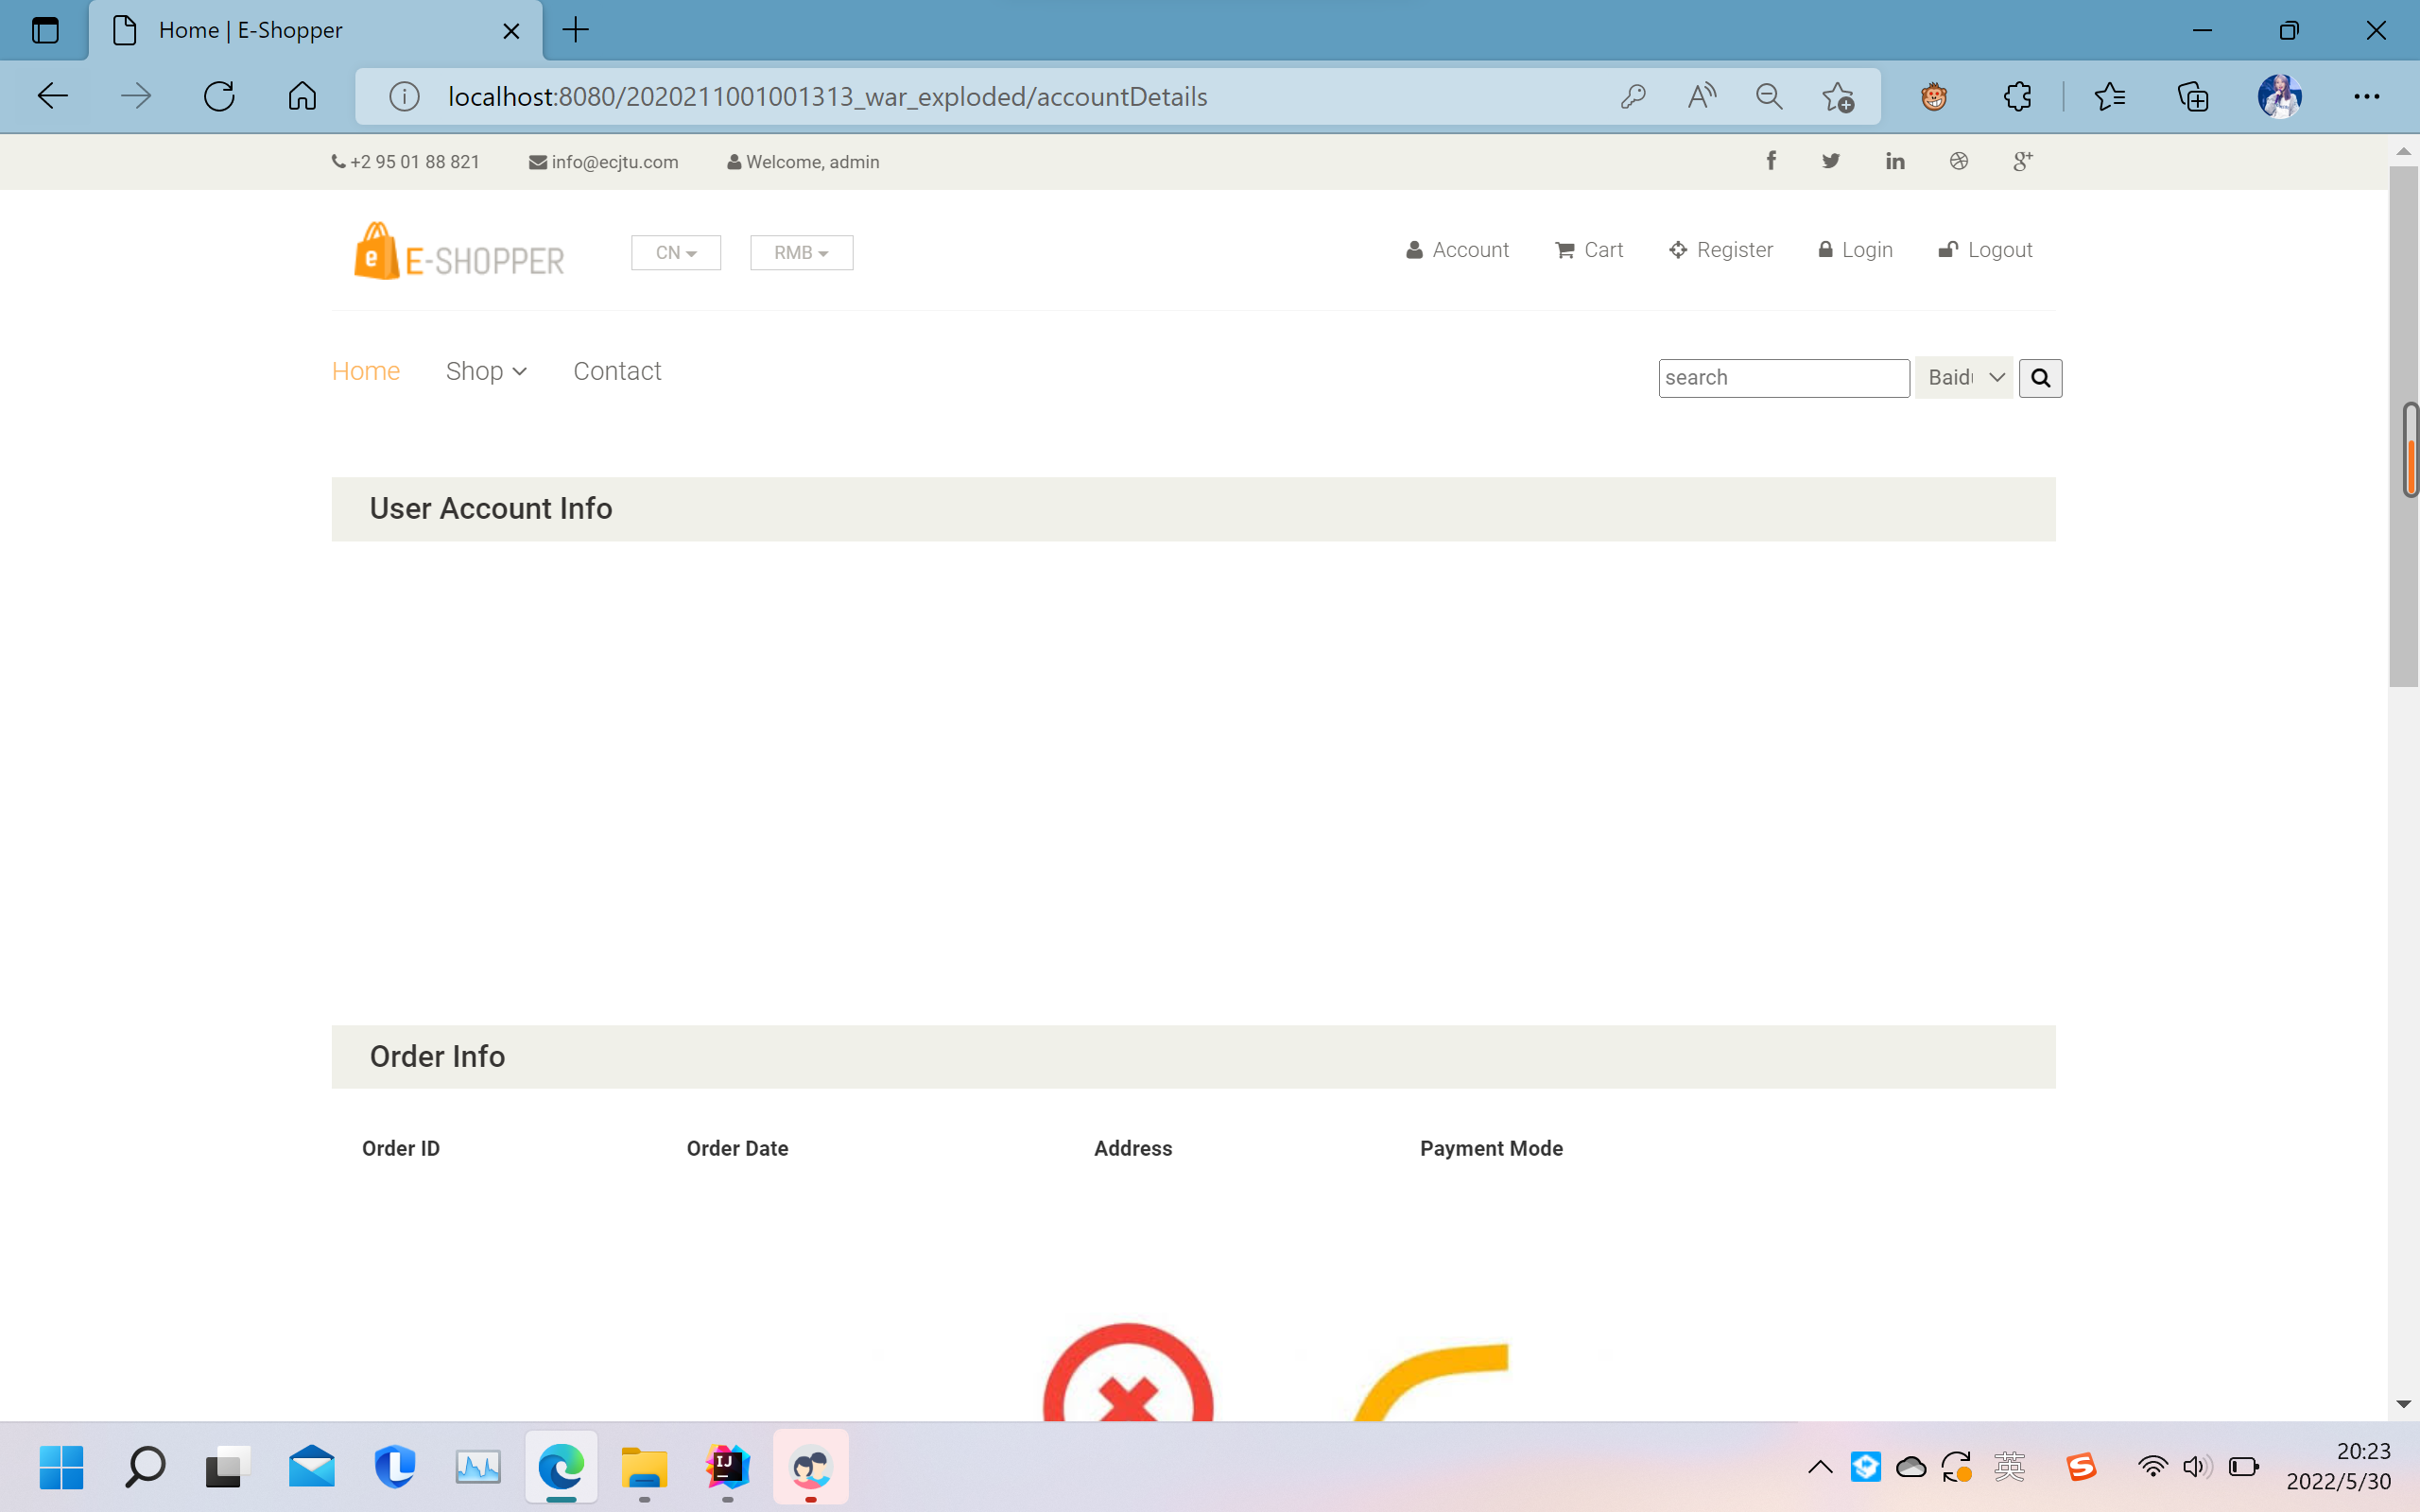 Home | E-Shopper
localhost:8080/2020211001001313_war_exploded/accountDetails
+2 95 01 88 821 info@ecjtu.com Welcome, admin
E-SHOPPER CN RMB Account Cart Register Login Logout
Home Shop Contact search
User Account Info
Order Info
Order ID Order Date Address Payment Mode
英 20:23
2022/5/30